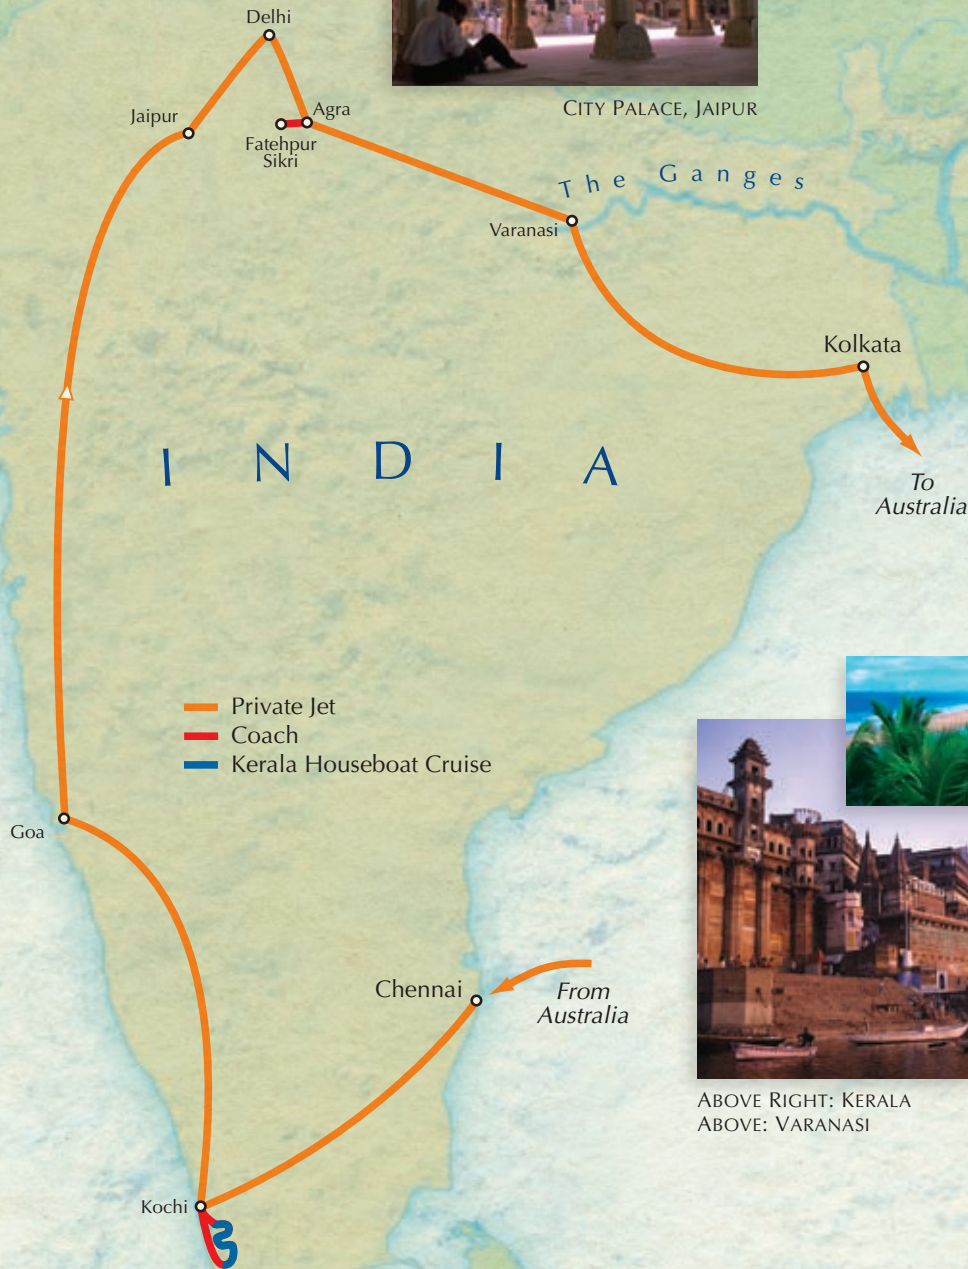 Delhi
CITY PALACE, JAIPUR
Jaipur
Agra
Fatehpur
Sikri
The Ganges
Varanasi
Kolkata
To
Australia
INDIA
Private Jet
Coach
Kerala Houseboat Cruise
Goa
Chennai
From
Australia
ABOVE RIGHT: KERALA
ABOVE: VARANASI
Kochi